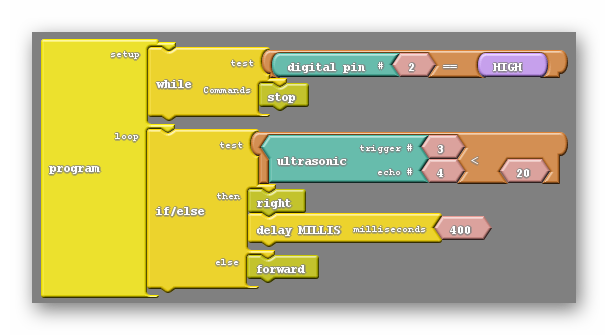 setup
test
digital pin # 2 == HIGH
while
Commands
stop
loop
test
ultrasonic
trigger # 3
echo # 4
<
20
program
if/else
then
right
delay MILLIS milliseconds 400
else
forward